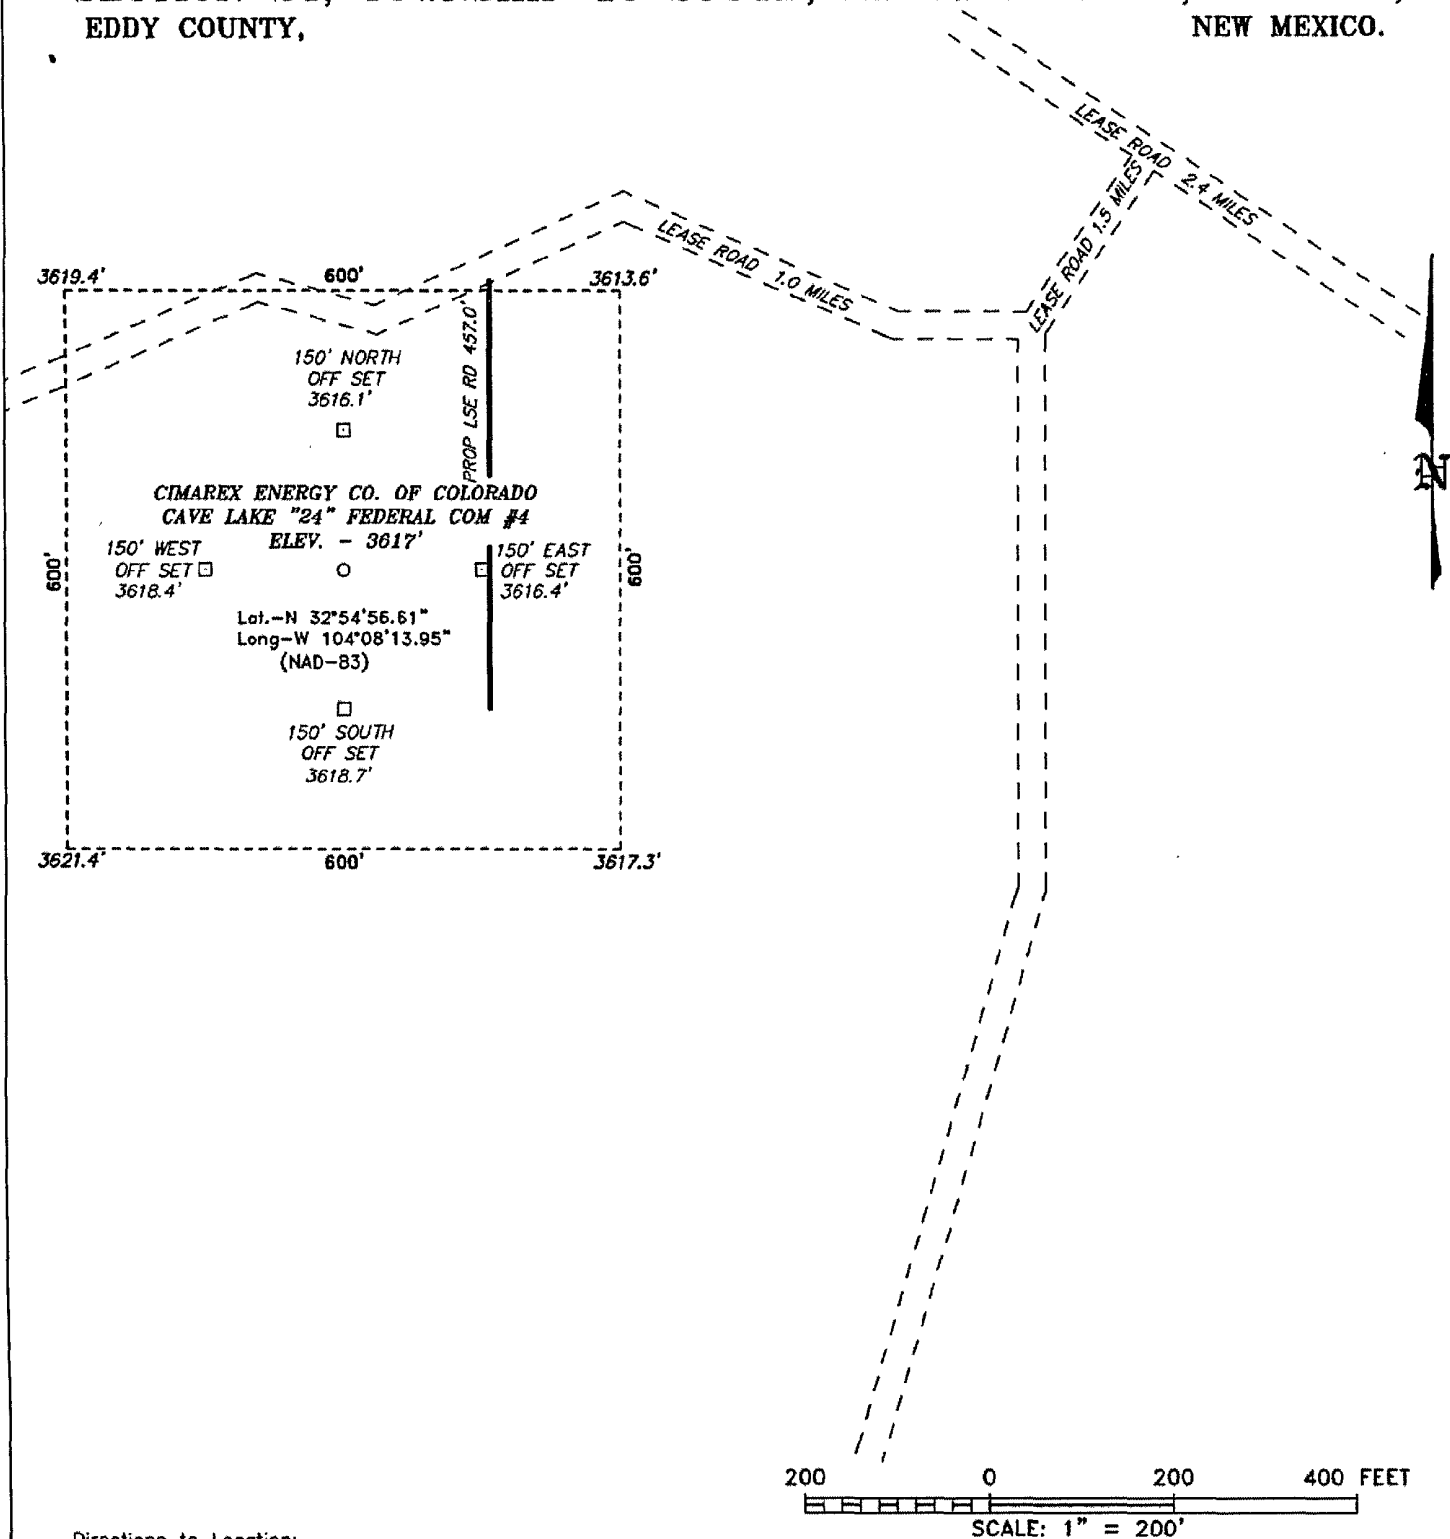 EDDY COUNTY, NEW MEXICO.
LEASE ROAD 2.4 MILES
LEASE ROAD 1.5 MILES
LEASE ROAD 1.0 MILES
3619.4' 600' 3613.6'
PROP LSE RD 457.0'
150' NORTH
OFF SET
3616.1'
CIMAREX ENERGY CO. OF COLORADO
CAVE LAKE "24" FEDERAL COM #4
ELEV. - 3617'
150' WEST
OFF SET
3618.4'
150' EAST
OFF SET
3616.4'
600'
600'
Lat.-N 32°54'56.61"
Long-W 104°08'13.95"
(NAD-83)
150' SOUTH
OFF SET
3618.7'
3621.4' 600' 3617.3'
N
200 0 200 400 FEET
SCALE: 1" = 200'
Directions to Location: